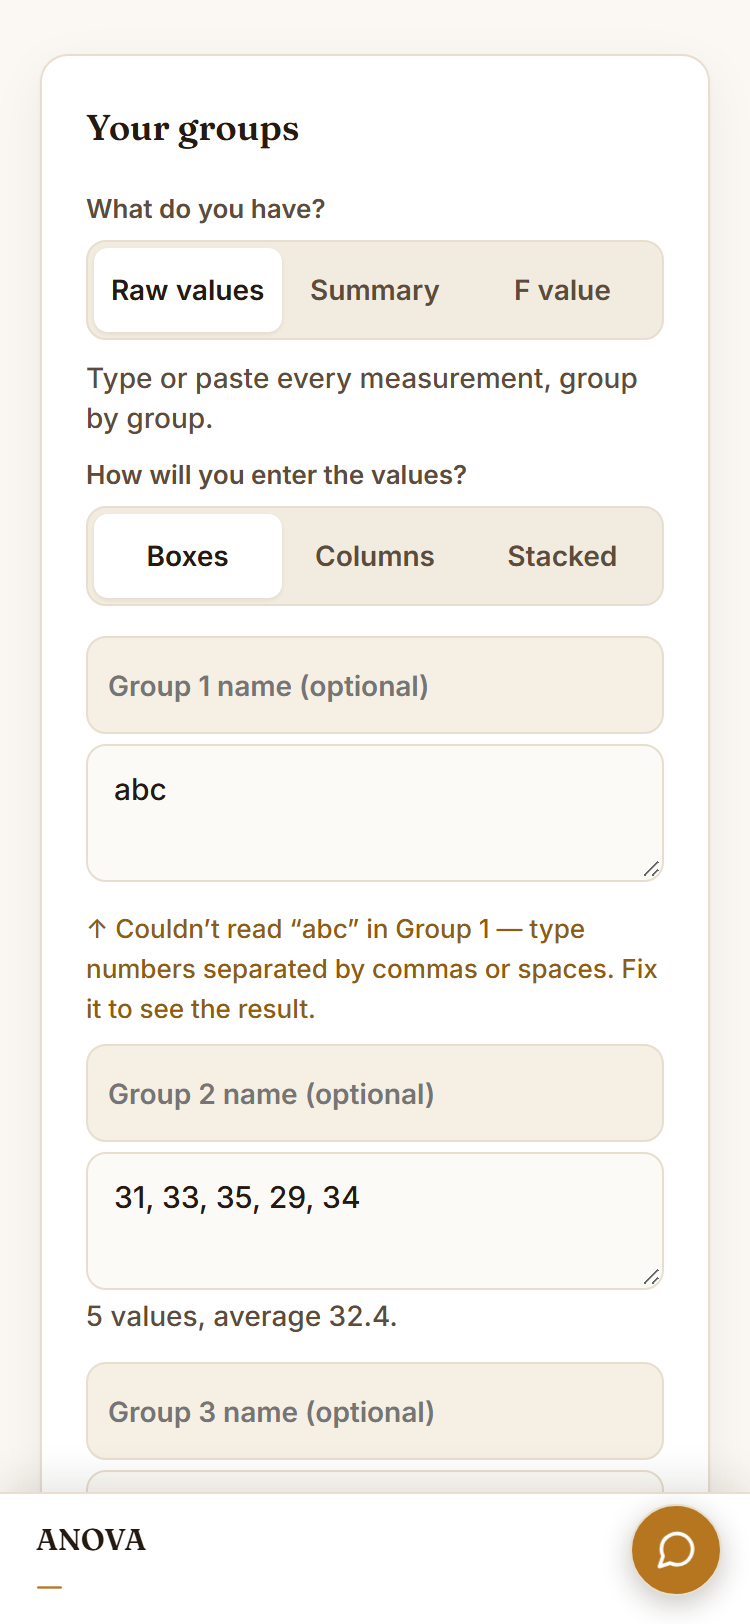 Your groups
What do you have?
Raw values Summary F value
Type or paste every measurement, group
by group.
How will you enter the values?
Boxes Columns Stacked
Group 1 name (optional)
abc
↑ Couldn’t read “abc” in Group 1 — type
numbers separated by commas or spaces. Fix
it to see the result.
Group 2 name (optional)
31, 33, 35, 29, 34
5 values, average 32.4.
Group 3 name (optional)
ANOVA
—